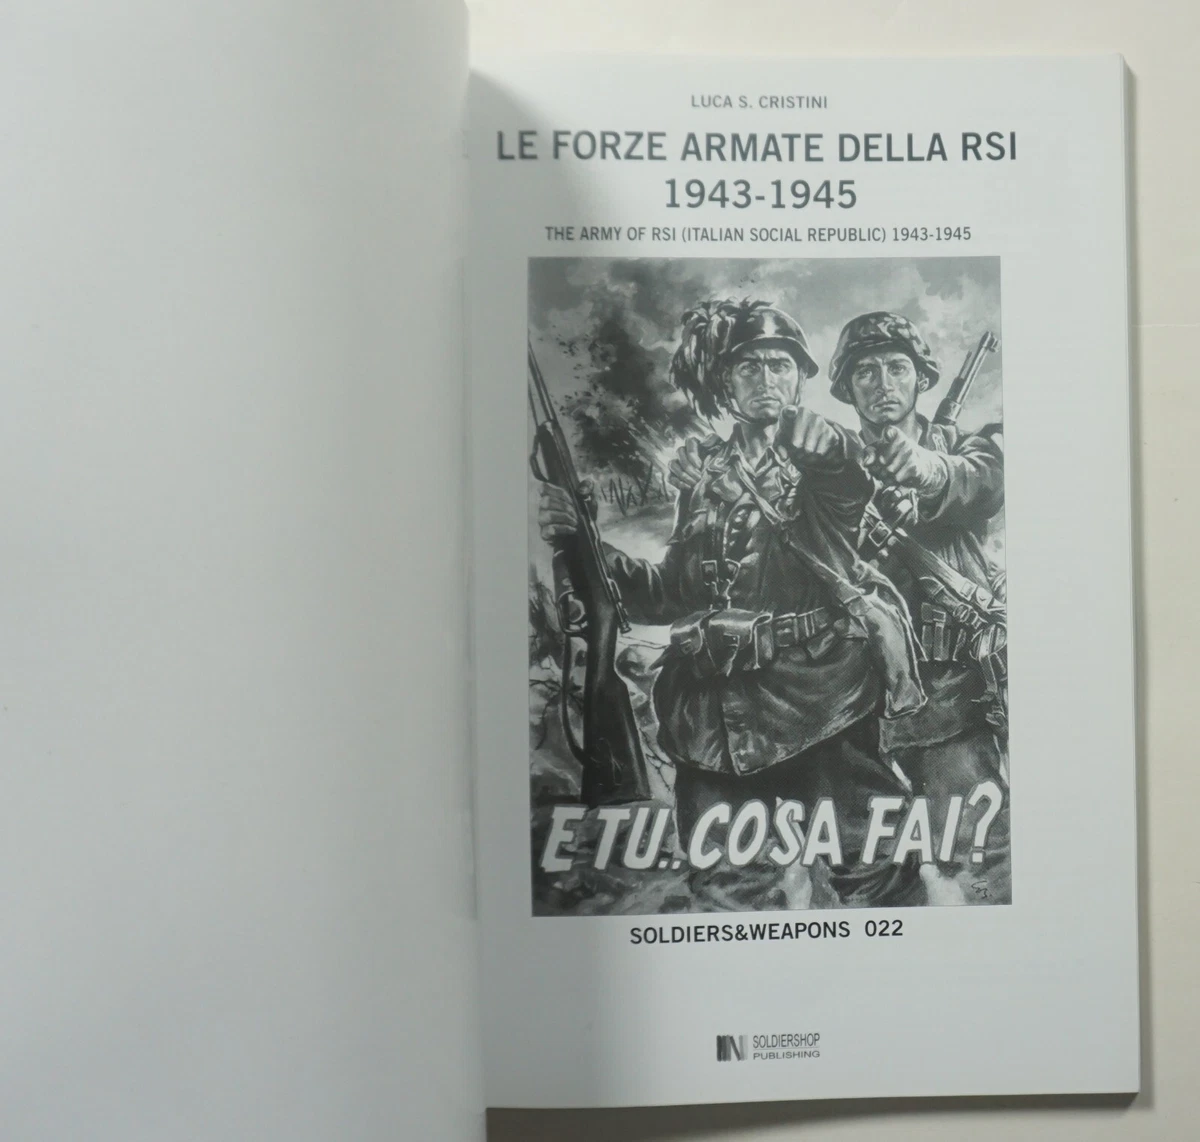 LUCA S. CRISTINI
LE FORZE ARMATE DELLA RSI
1943-1945
THE ARMY OF RSI (ITALIAN SOCIAL REPUBLIC) 1943-1945
E TU.. COSA FAI?
SOLDIERS&WEAPONS 022
SOLDIERSHOP
PUBLISHING